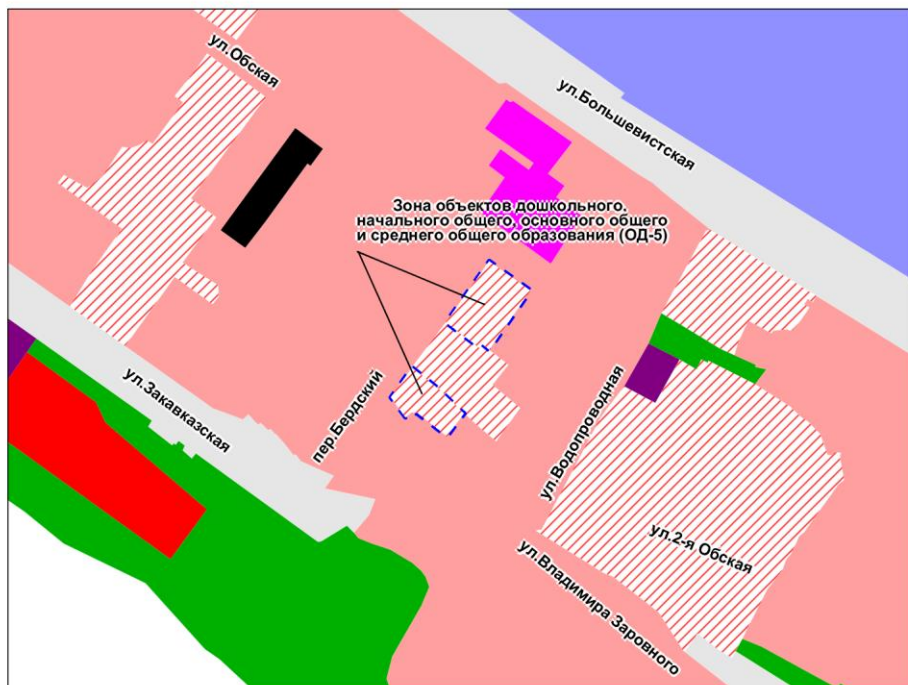 ул.Обская
ул.Большевистская
Зона объектов дошкольного.
начального общего, основного общего
и среднего общего образования (ОД-5)
ул.Закавказская
пер.Бердский
ул.Водопроводная
ул.2-я Обская
ул.Владимира Заровного